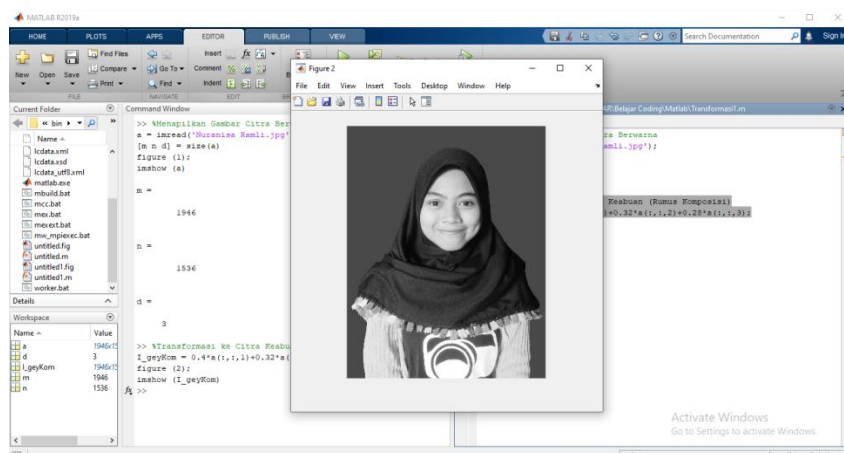 MATLAB R2019a
HOME PLOTS APPS EDITOR PUBLISH VIEW
Search Documentation
Sign In
New Open Save
Find Files
Compare
Print
Go To
Find
Insert
Comment
Indent
FILE NAVIGATE EDIT
Current Folder
« bin
Name
lcdata.xml
lcdata.xsd
lcdata_utf8.xml
matlab.exe
mbuild.bat
mcc.bat
mex.bat
mexext.bat
mw_mpiexec.bat
untitled.fig
untitled.m
untitled1.fig
untitled1.m
worker.bat
Details
Workspace
Name Value
a 1946x15
d 3
I_geyKom 1946x15
m 1946
n 1536
Command Window
>> %Menapilkan Gambar Citra Ber
a = imread('Nuranisa Ramli.jpg'
[m n d] = size(a)
figure (1);
imshow (a)
m =
1946
n =
1536
d =
3
>> %Transformasi ke Citra Keabu
I_geyKom = 0.4*a(:,:,1)+0.32*a(
figure (2);
imshow (I_geyKom)
fx >>
Figure 2
File Edit View Insert Tools Desktop Window Help
AR\Belajar Coding\Matlab\Transformasi1.m
ra Berwarna
amli.jpg');
Keabuan (Rumus Komposisi)
)+0.32*a(:,:,2)+0.28*a(:,:,3);
Activate Windows
Go to Settings to activate Windows.